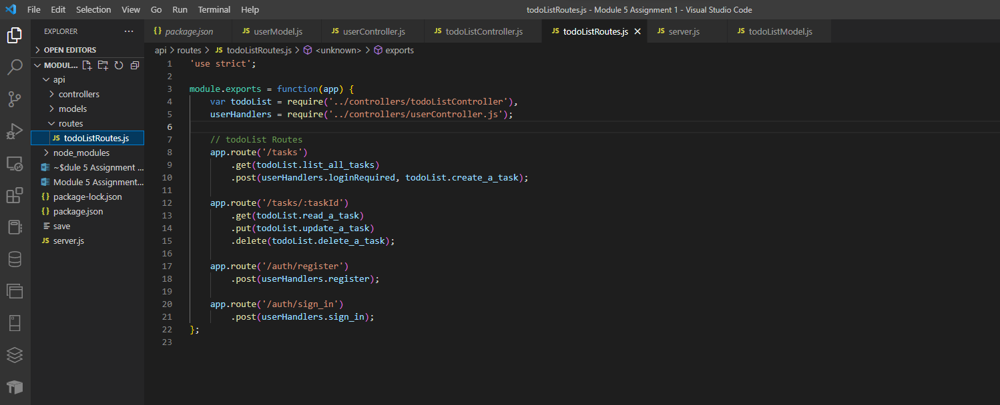 File Edit Selection View Go Run Terminal Help todoListRoutes.js - Module 5 Assignment 1 - Visual Studio Code
EXPLORER ...
OPEN EDITORS
MODUL...
api
controllers
models
routes
JS todoListRoutes.js
node_modules
~$dule 5 Assignment ...
Module 5 Assignment...
{} package-lock.json
{} package.json
save
JS server.js
{} package.json JS userModel.js JS userController.js JS todoListController.js JS todoListRoutes.js JS server.js JS todoListModel.js
api > routes > JS todoListRoutes.js > <unknown> > exports
1 'use strict';
2
3 module.exports = function(app) {
4 var todoList = require('../controllers/todoListController'),
5 userHandlers = require('../controllers/userController.js');
6
7 // todoList Routes
8 app.route('/tasks')
9 .get(todoList.list_all_tasks)
10 .post(userHandlers.loginRequired, todoList.create_a_task);
11
12 app.route('/tasks/:taskId')
13 .get(todoList.read_a_task)
14 .put(todoList.update_a_task)
15 .delete(todoList.delete_a_task);
16
17 app.route('/auth/register')
18 .post(userHandlers.register);
19
20 app.route('/auth/sign_in')
21 .post(userHandlers.sign_in);
22 };
23